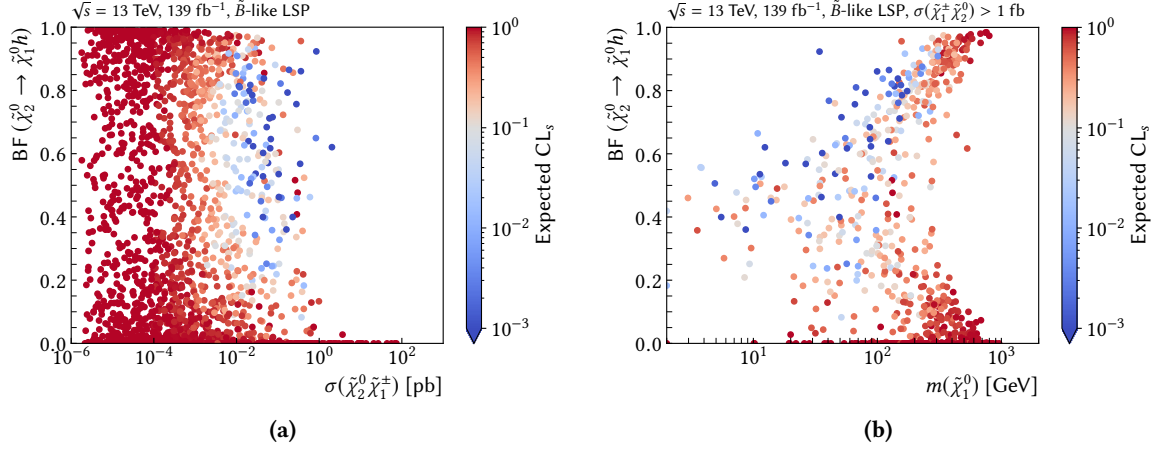 √s = 13 TeV, 139 fb⁻¹, B̃-like LSP
BF (χ̃₂⁰ → χ̃₁⁰h)
1.0
0.8
0.6
0.4
0.2
0.0
10⁻⁶ 10⁻⁴ 10⁻² 10⁰ 10²
σ(χ̃₂⁰χ̃₁±) [pb]
10⁰
10⁻¹
10⁻²
10⁻³
Expected CLₛ
(a)
√s = 13 TeV, 139 fb⁻¹, B̃-like LSP, σ(χ̃₁±χ̃₂⁰) > 1 fb
BF (χ̃₂⁰ → χ̃₁⁰h)
1.0
0.8
0.6
0.4
0.2
0.0
10¹ 10² 10³
m(χ̃₁⁰) [GeV]
10⁰
10⁻¹
10⁻²
10⁻³
Expected CLₛ
(b)